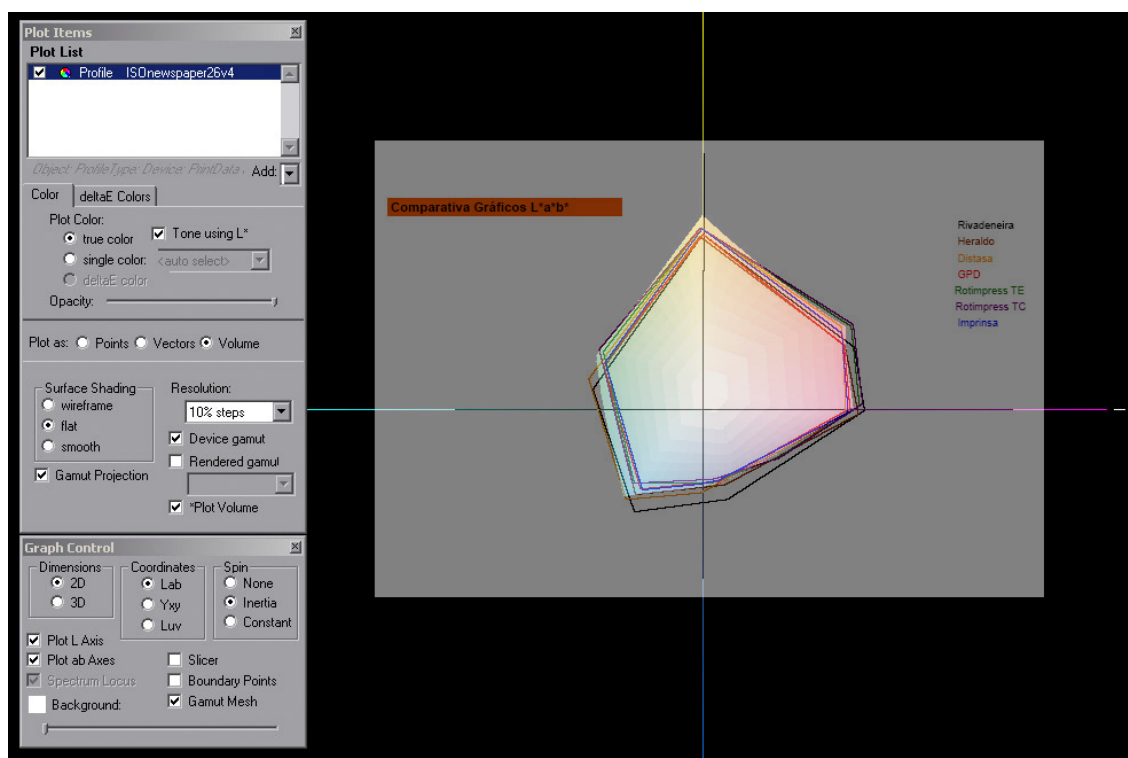 Plot Items
Plot List
Profile ISOnewspaper26v4
Object: ProfileType: Device: PrintData Add:
Color deltaE Colors
Plot Color:
true color Tone using L*
single color: <auto select>
deltaE color
Opacity:
Plot as: Points Vectors Volume
Surface Shading Resolution:
wireframe 10% steps
flat Device gamut
smooth Rendered gamut
Gamut Projection
*Plot Volume
Graph Control
Dimensions Coordinates Spin
2D Lab None
3D Yxy Inertia
Luv Constant
Plot L Axis
Plot ab Axes Slicer
Spectrum Locus Boundary Points
Background: Gamut Mesh
Comparativa Gráficos L*a*b*
Rivadeneira
Heraldo
Distasa
GPD
Rotimpress TE
Rotimpress TC
Imprinsa